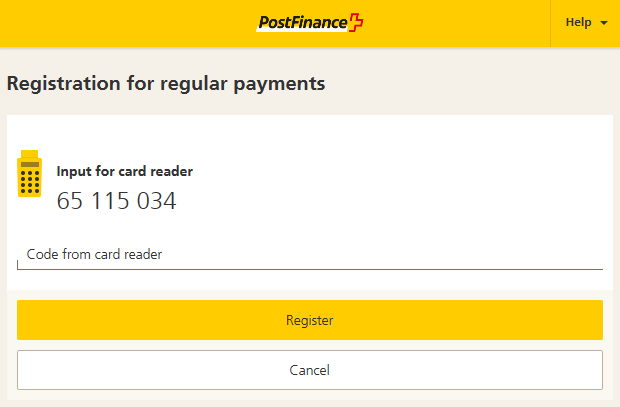 PostFinance
Help
Registration for regular payments
Input for card reader
65 115 034
Code from card reader
Register
Cancel